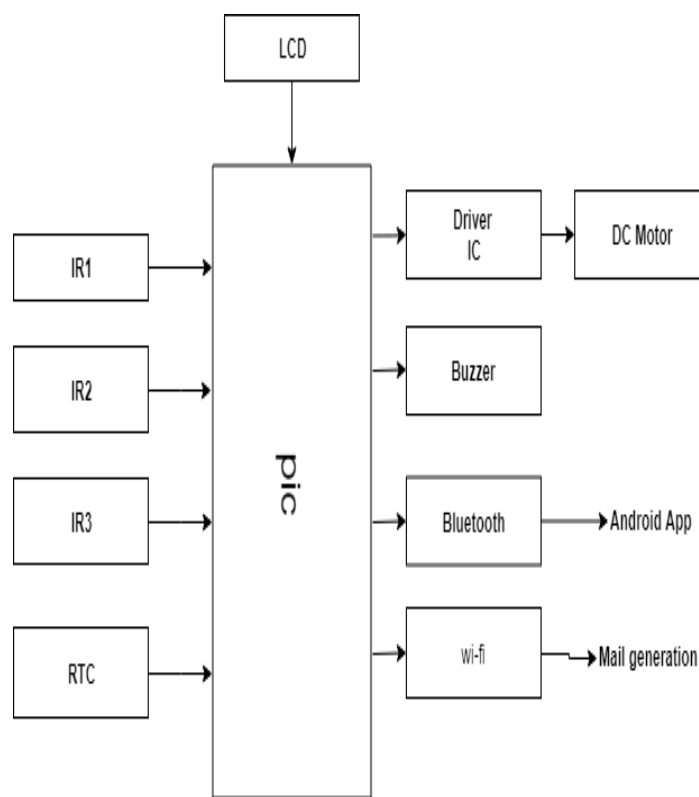 LCD
Driver
IC
DC Motor
IR1
IR2
Buzzer
pic
IR3
Bluetooth
Android App
RTC
wi-fi
Mail generation